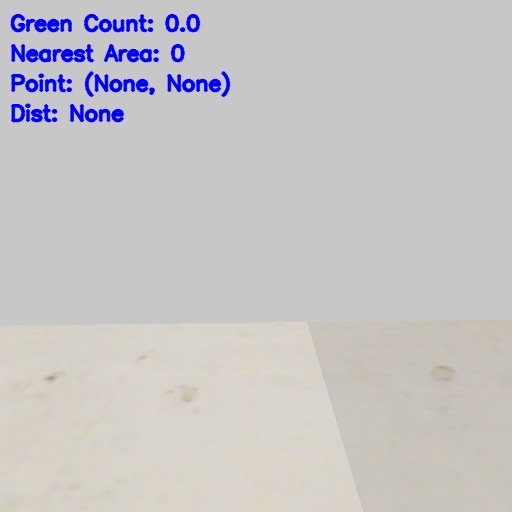 Green Count: 0.0
Nearest Area: 0
Point: (None, None)
Dist: None